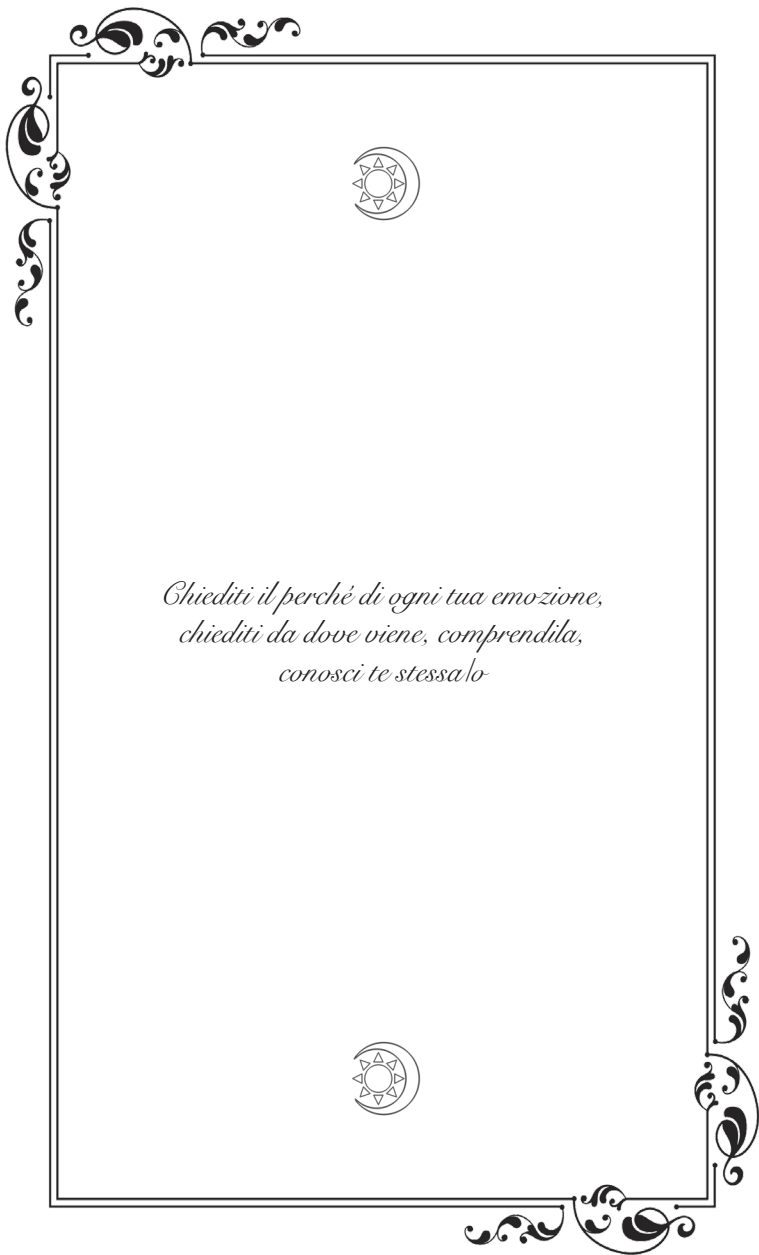 Chiediti il perché di ogni tua emozione,
chiediti da dove viene, comprendila,
conosci te stessa/o